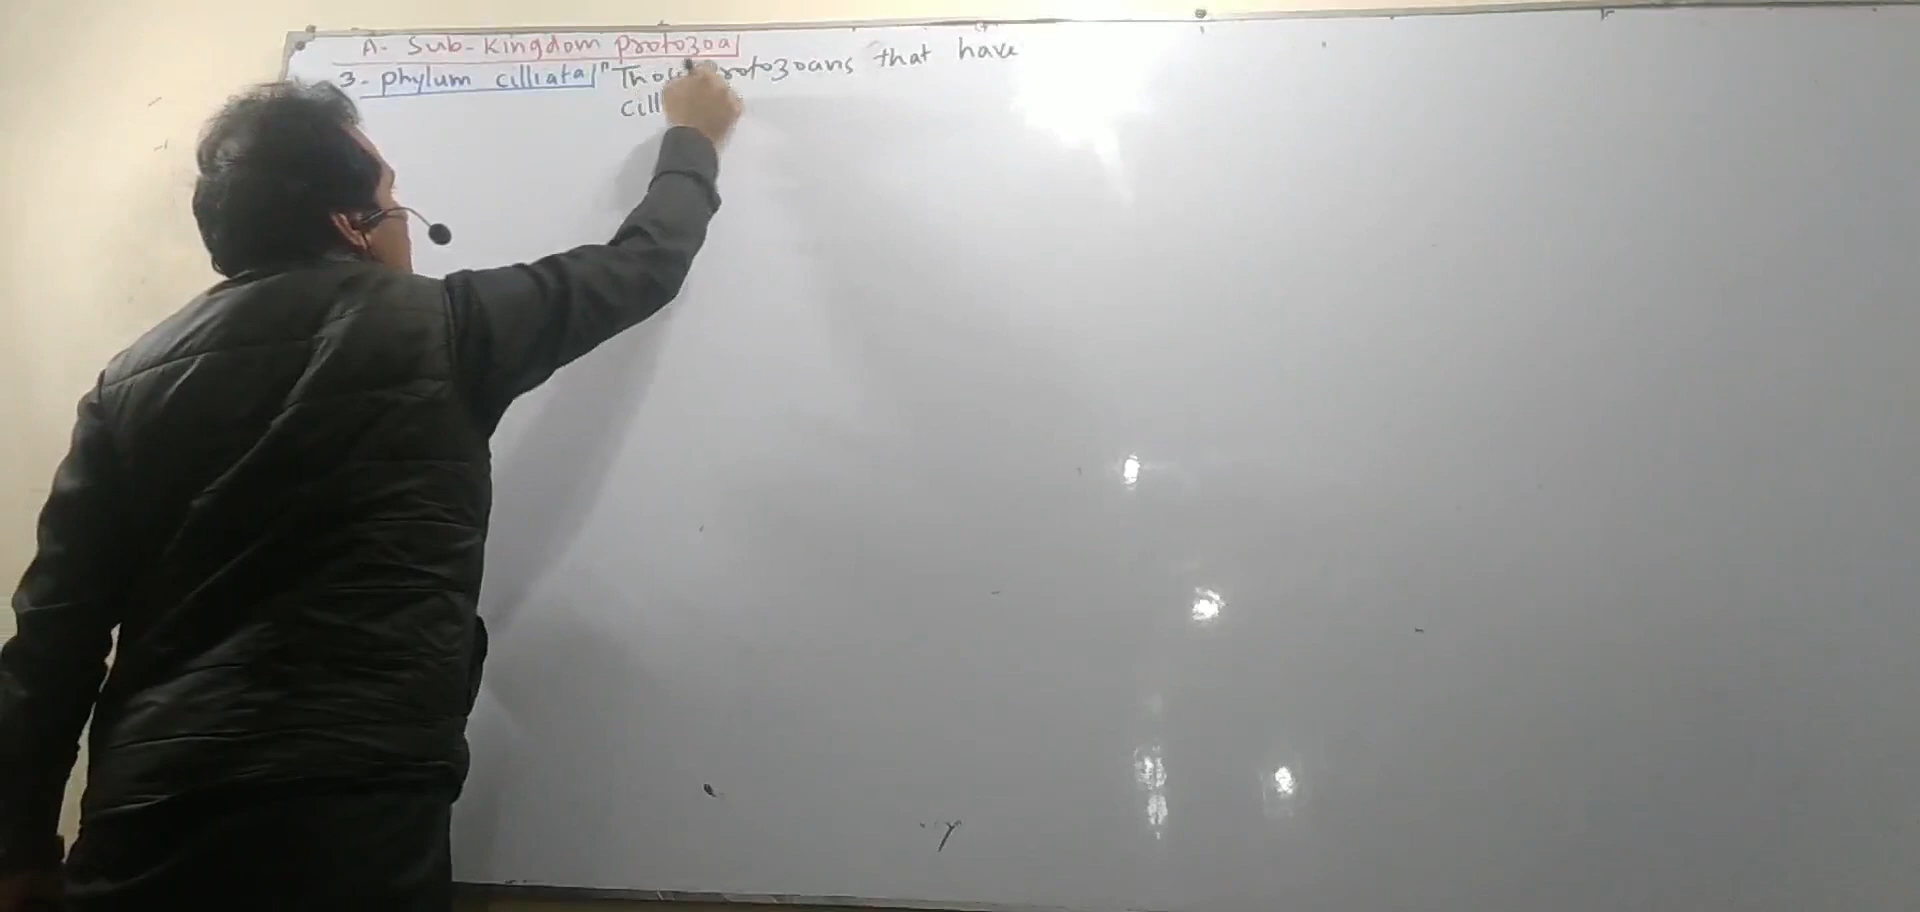 A- Sub-Kingdom protozoa
3- phylum cilliata "Those protozoans that have
cill